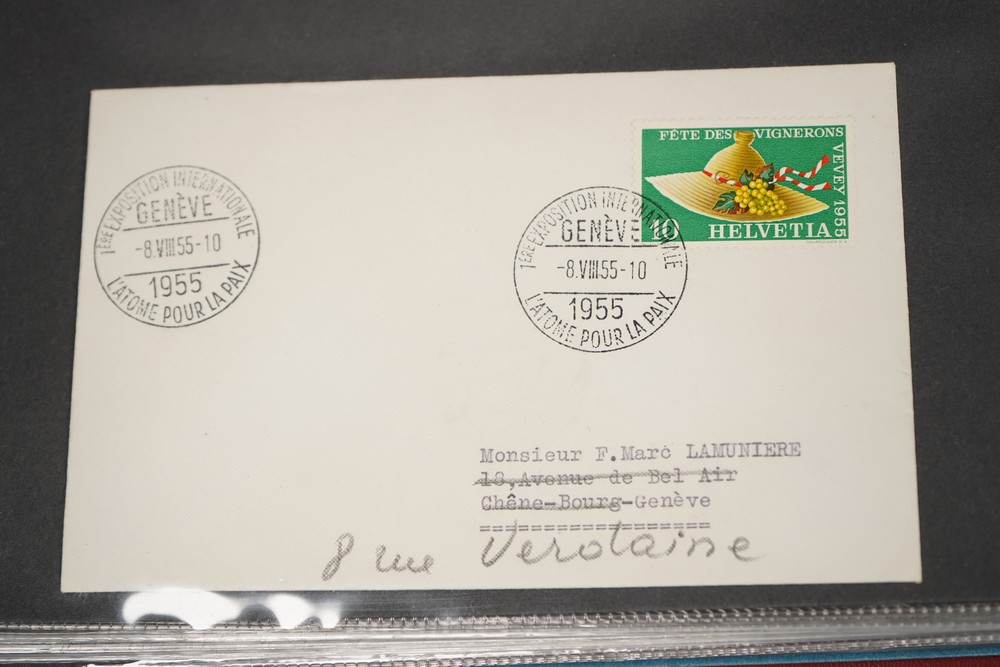 1ÈRE EXPOSITION INTERNATIONALE
GENÈVE
-8.VIII.55-10
1955
L'ATOME POUR LA PAIX
FÊTE DES VIGNERONS
VEVEY 1955
10 HELVETIA
1ÈRE EXPOSITION INTERNATIONALE
GENÈVE
-8.VIII.55-10
1955
L'ATOME POUR LA PAIX
Monsieur F.Marc LAMUNIERE
18,Avenue de Bel Air
Chêne-Bourg-Genève
==================
8 rue Verdaine